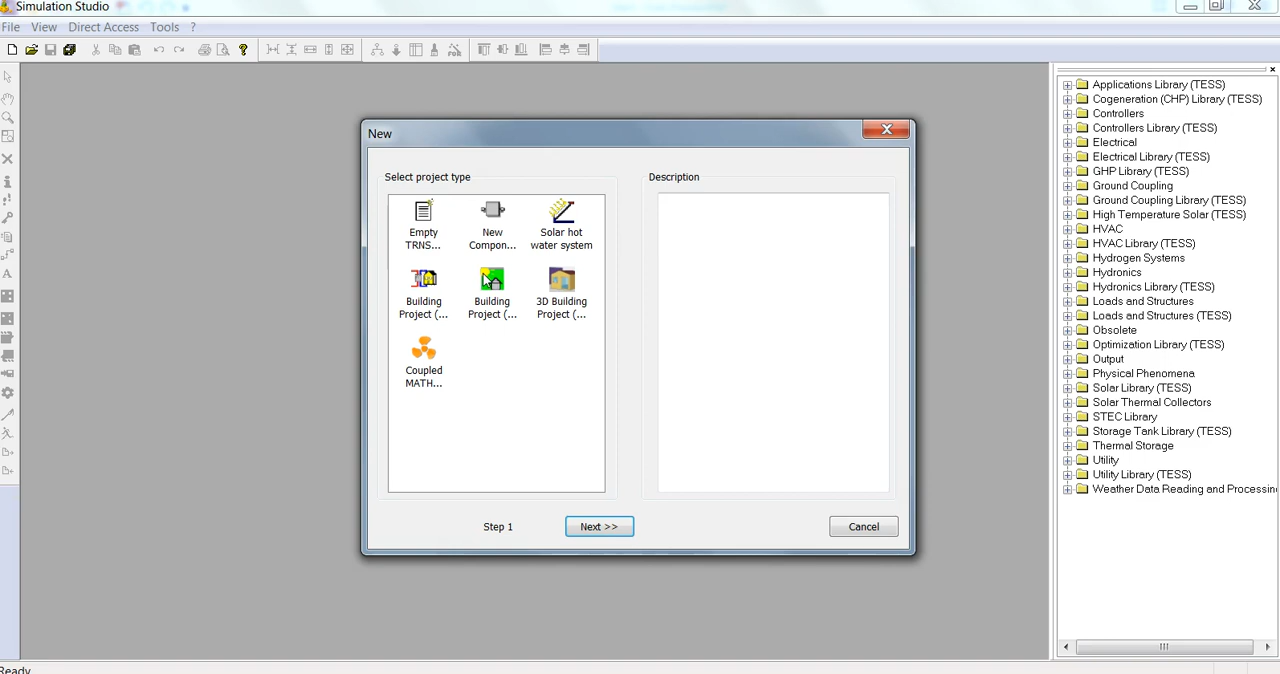 Simulation Studio
File View Direct Access Tools ?
New
Select project type
Description
Empty
TRNS...
New
Compon...
Solar hot
water system
Building
Project (...
Building
Project (...
3D Building
Project (...
Coupled
MATH...
Step 1
Next >>
Cancel
Applications Library (TESS)
Cogeneration (CHP) Library (TESS)
Controllers
Controllers Library (TESS)
Electrical
Electrical Library (TESS)
GHP Library (TESS)
Ground Coupling
Ground Coupling Library (TESS)
High Temperature Solar (TESS)
HVAC
HVAC Library (TESS)
Hydrogen Systems
Hydronics
Hydronics Library (TESS)
Loads and Structures
Loads and Structures (TESS)
Obsolete
Optimization Library (TESS)
Output
Physical Phenomena
Solar Library (TESS)
Solar Thermal Collectors
STEC Library
Storage Tank Library (TESS)
Thermal Storage
Utility
Utility Library (TESS)
Weather Data Reading and Processin
Ready